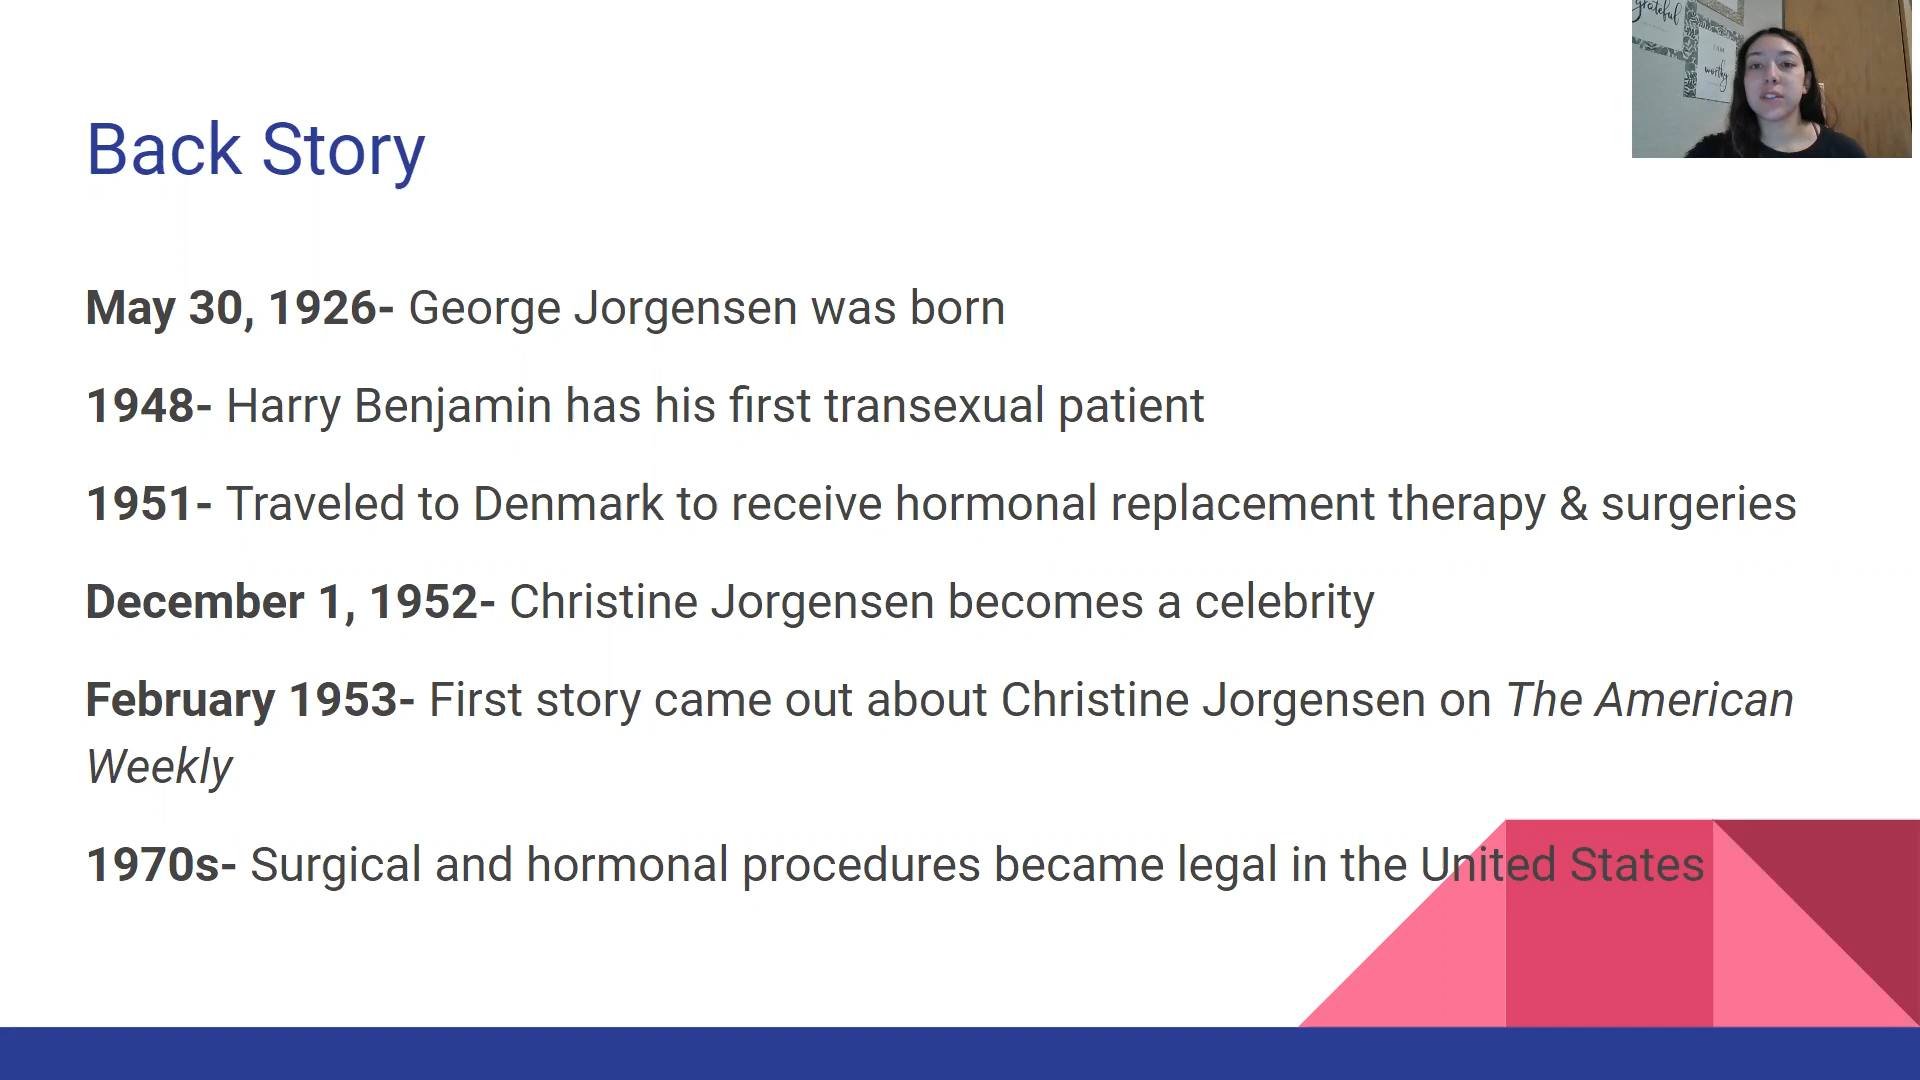 Back Story
May 30, 1926- George Jorgensen was born
1948- Harry Benjamin has his first transexual patient
1951- Traveled to Denmark to receive hormonal replacement therapy & surgeries
December 1, 1952- Christine Jorgensen becomes a celebrity
February 1953- First story came out about Christine Jorgensen on The American
Weekly
1970s- Surgical and hormonal procedures became legal in the United States
grateful
I AM
worthy